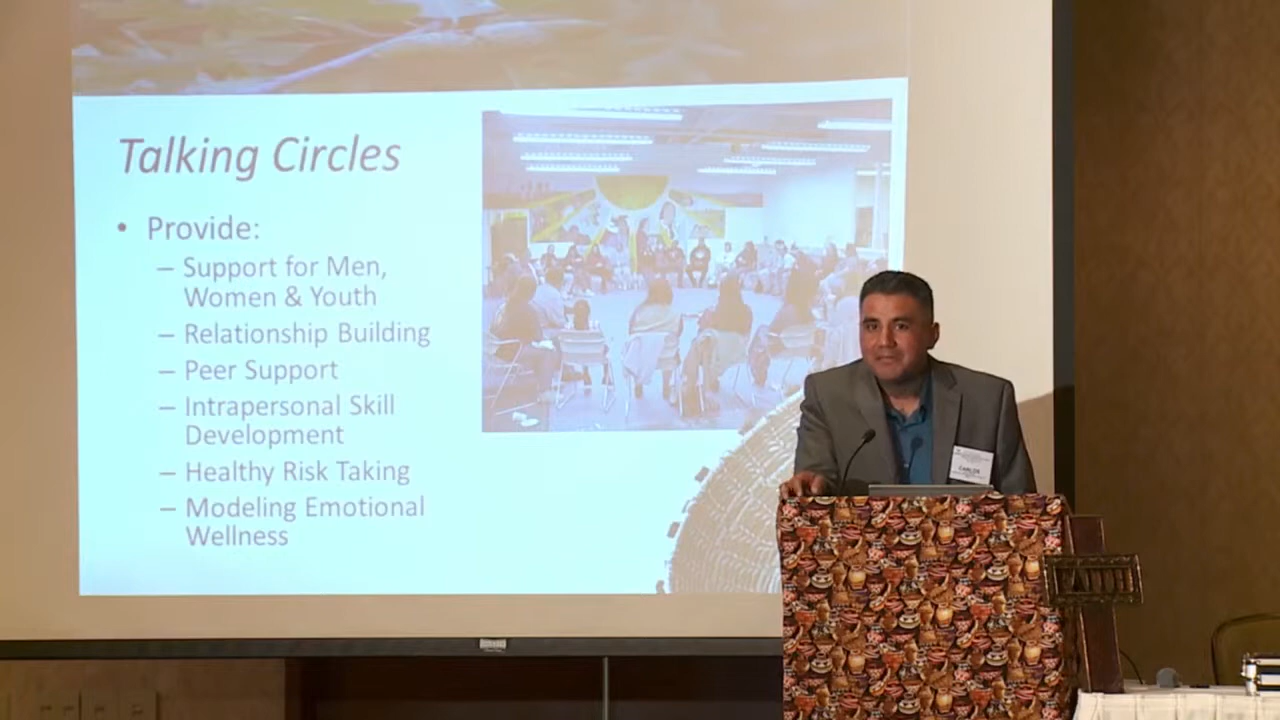 Talking Circles
• Provide:
– Support for Men,
Women & Youth
– Relationship Building
– Peer Support
– Intrapersonal Skill
Development
– Healthy Risk Taking
– Modeling Emotional
Wellness
CARLOS